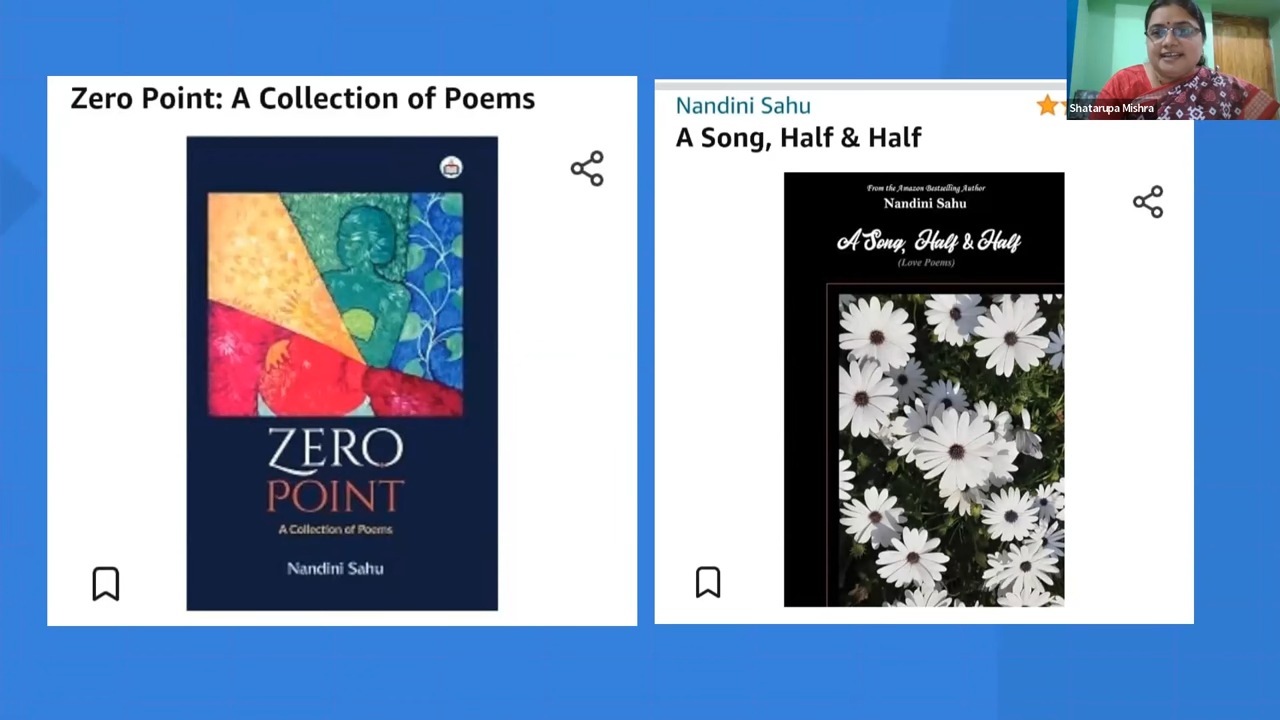 Zero Point: A Collection of Poems
ZERO
POINT
A Collection of Poems
Nandini Sahu
Nandini Sahu
A Song, Half & Half
From the Amazon Bestselling Author
Nandini Sahu
A Song, Half & Half
(Love Poems)
Shatarupa Mishra